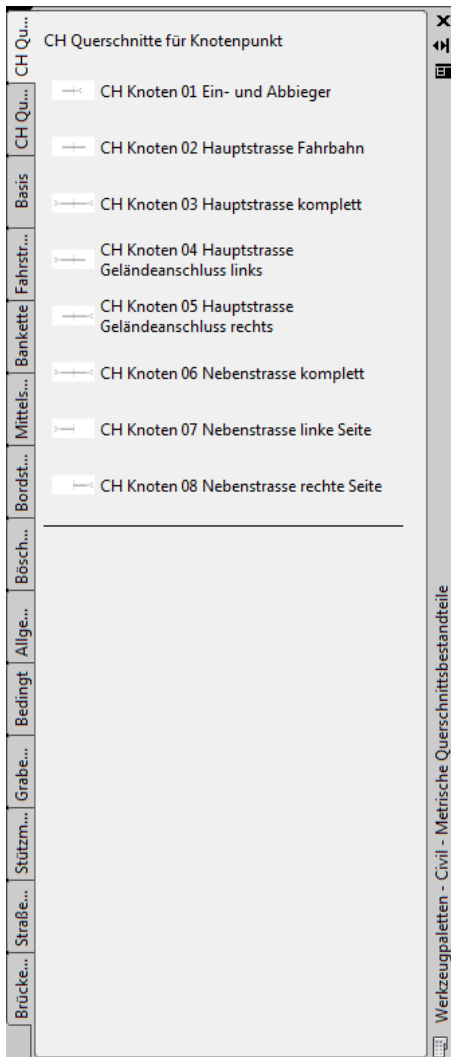 CH Qu...
CH Qu...
Basis
Fahrstr...
Bankette
Mittels...
Bordst...
Bösch...
Allge...
Bedingt
Grabe...
Stützm...
Straße...
Brücke...
CH Querschnitte für Knotenpunkt
CH Knoten 01 Ein- und Abbieger
CH Knoten 02 Hauptstrasse Fahrbahn
CH Knoten 03 Hauptstrasse komplett
CH Knoten 04 Hauptstrasse
Geländeanschluss links
CH Knoten 05 Hauptstrasse
Geländeanschluss rechts
CH Knoten 06 Nebenstrasse komplett
CH Knoten 07 Nebenstrasse linke Seite
CH Knoten 08 Nebenstrasse rechte Seite
Werkzeugpaletten - Civil - Metrische Querschnittsbestandteile